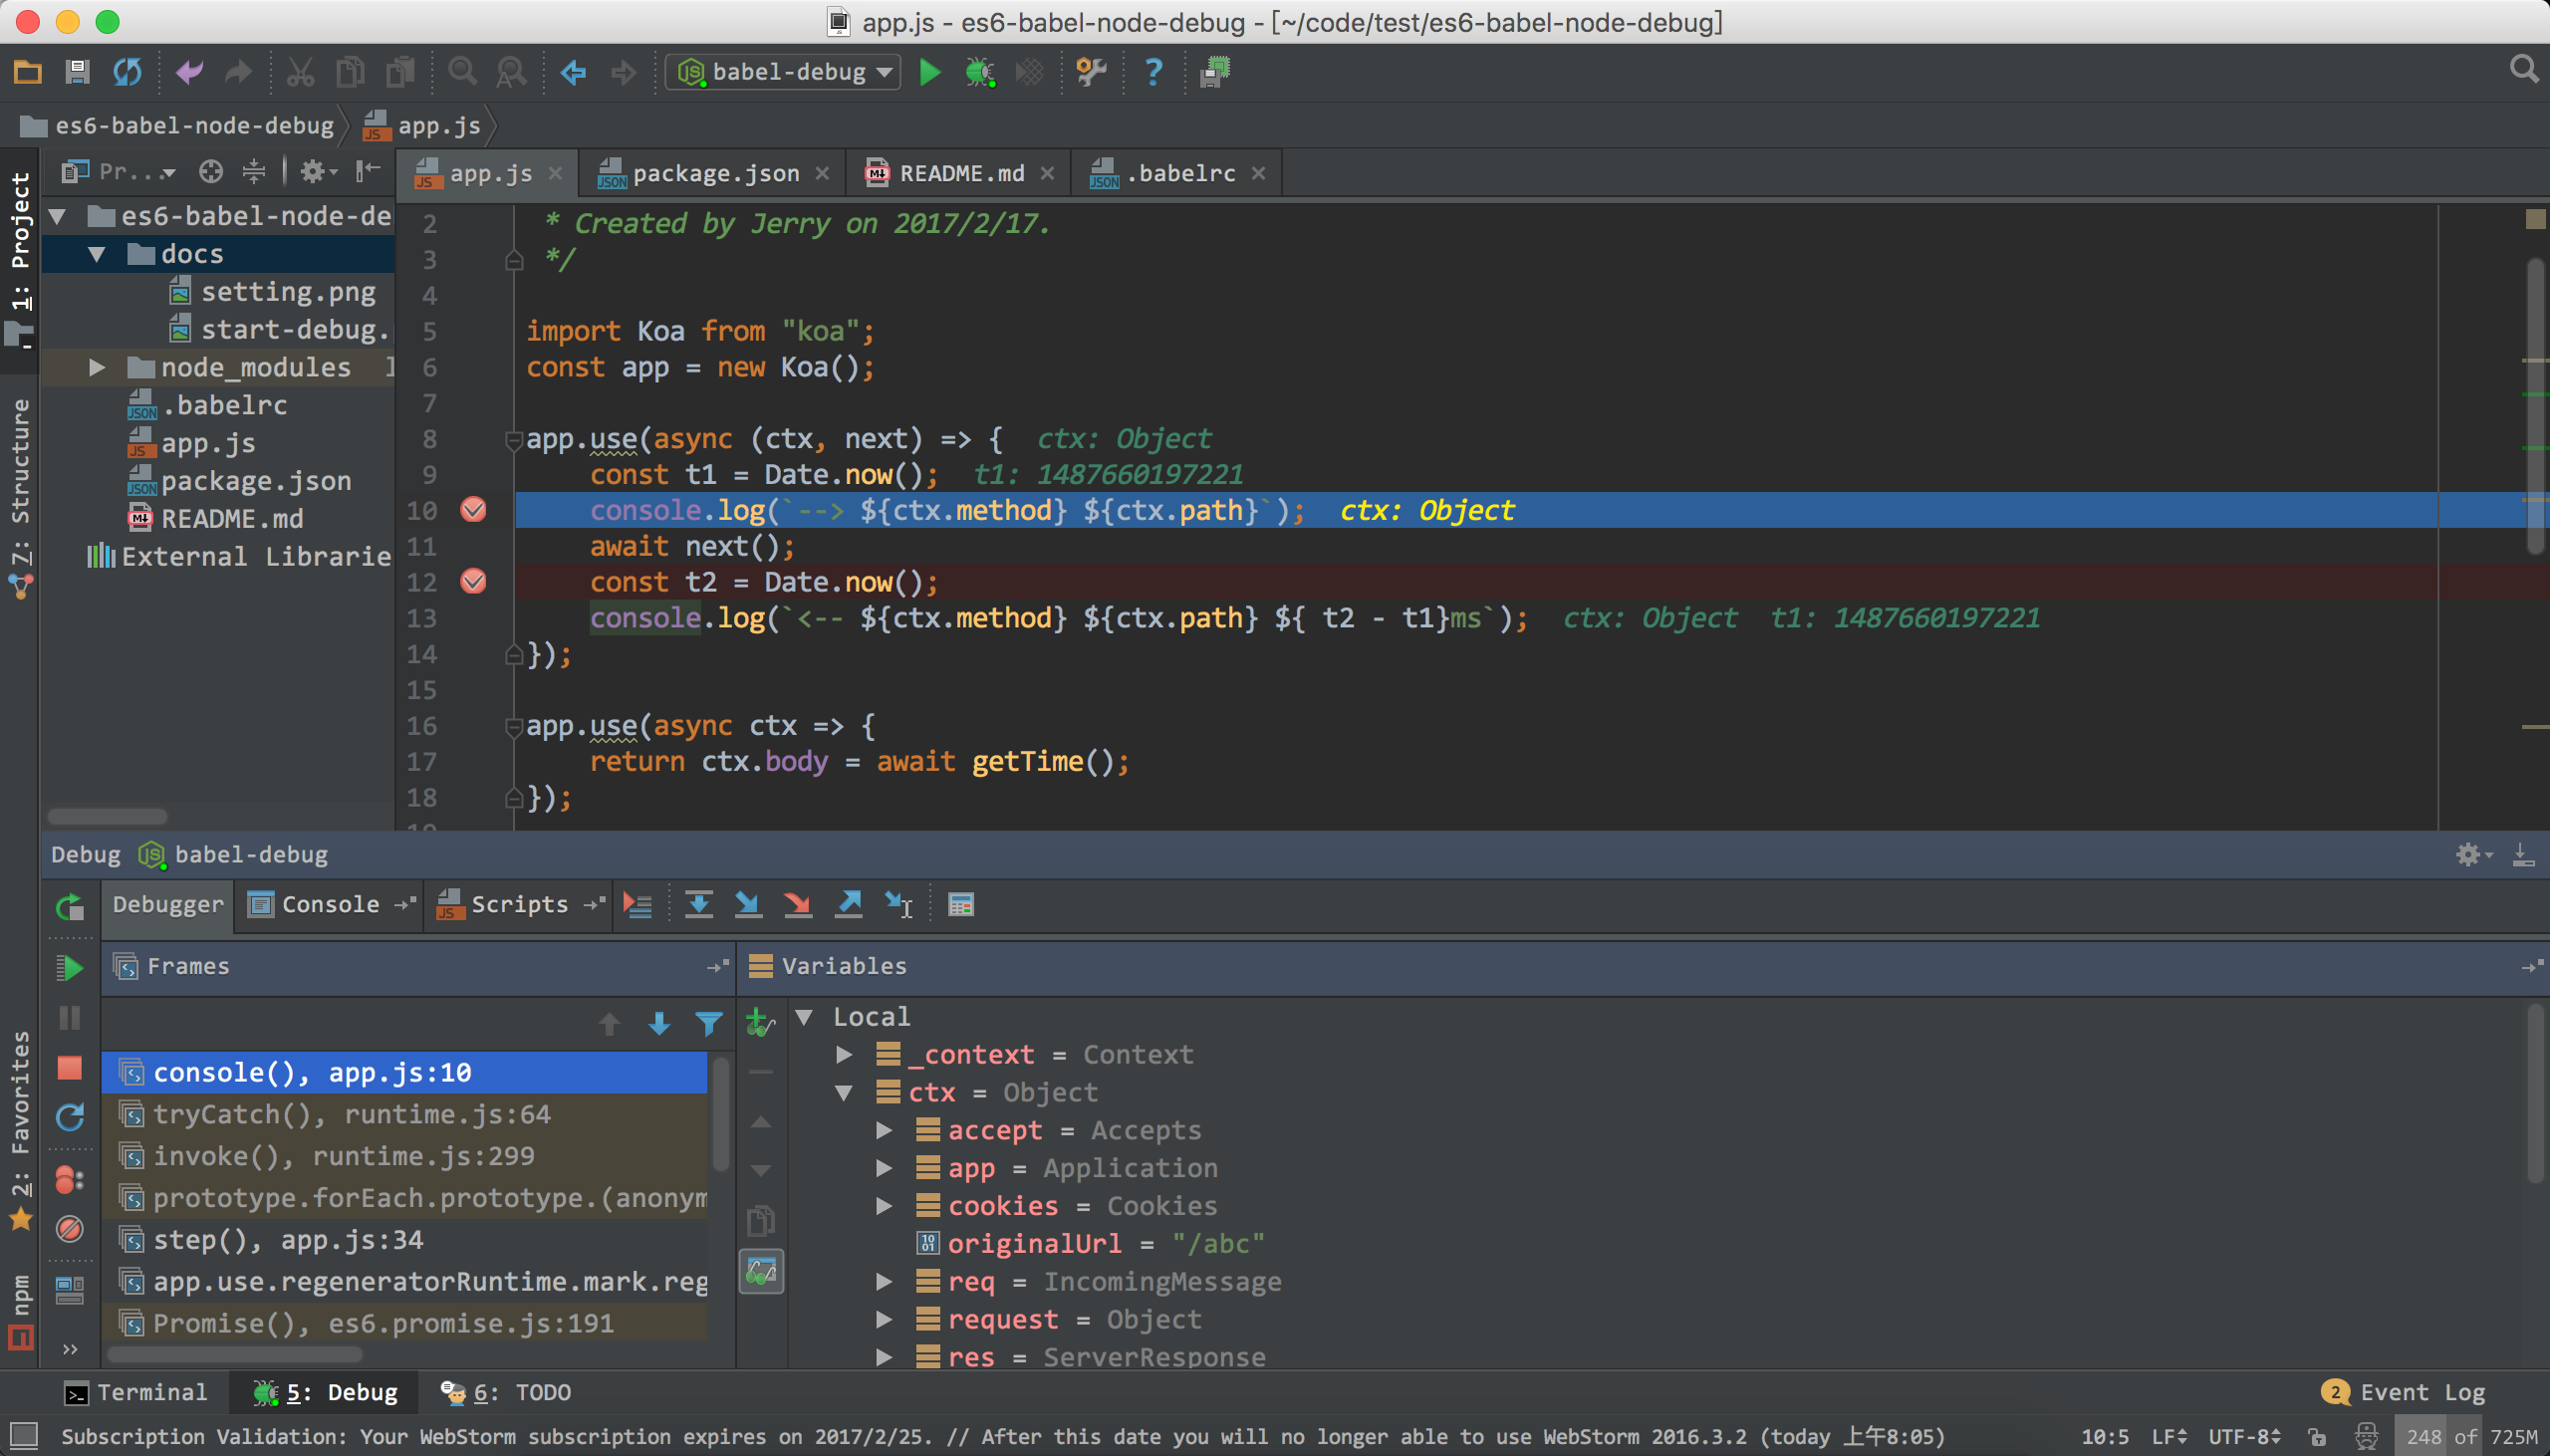 app.js - es6-babel-node-debug - [~/code/test/es6-babel-node-debug]
babel-debug
es6-babel-node-debug
app.js
1: Project
7: Structure
2: Favorites
npm
Pr...
es6-babel-node-de
docs
setting.png
start-debug.
node_modules
.babelrc
app.js
package.json
README.md
External Librarie
app.js
package.json
README.md
.babelrc
2 * Created by Jerry on 2017/2/17.
3 */
4
5 import Koa from "koa";
6 const app = new Koa();
7
8 app.use(async (ctx, next) => { ctx: Object
9 const t1 = Date.now(); t1: 1487660197221
10 console.log(`--> ${ctx.method} ${ctx.path}`); ctx: Object
11 await next();
12 const t2 = Date.now();
13 console.log(`<-- ${ctx.method} ${ctx.path} ${ t2 - t1}ms`); ctx: Object t1: 1487660197221
14 });
15
16 app.use(async ctx => {
17 return ctx.body = await getTime();
18 });
Debug babel-debug
Debugger
Console
Scripts
Frames
console(), app.js:10
tryCatch(), runtime.js:64
invoke(), runtime.js:299
prototype.forEach.prototype.(anonym
step(), app.js:34
app.use.regeneratorRuntime.mark.reg
Promise(), es6.promise.js:191
Variables
Local
_context = Context
ctx = Object
accept = Accepts
app = Application
cookies = Cookies
originalUrl = "/abc"
req = IncomingMessage
request = Object
res = ServerResponse
Terminal
5: Debug
6: TODO
2 Event Log
Subscription Validation: Your WebStorm subscription expires on 2017/2/25. // After this date you will no longer able to use WebStorm 2016.3.2 (today 上午8:05)
10:5 LF UTF-8 248 of 725M